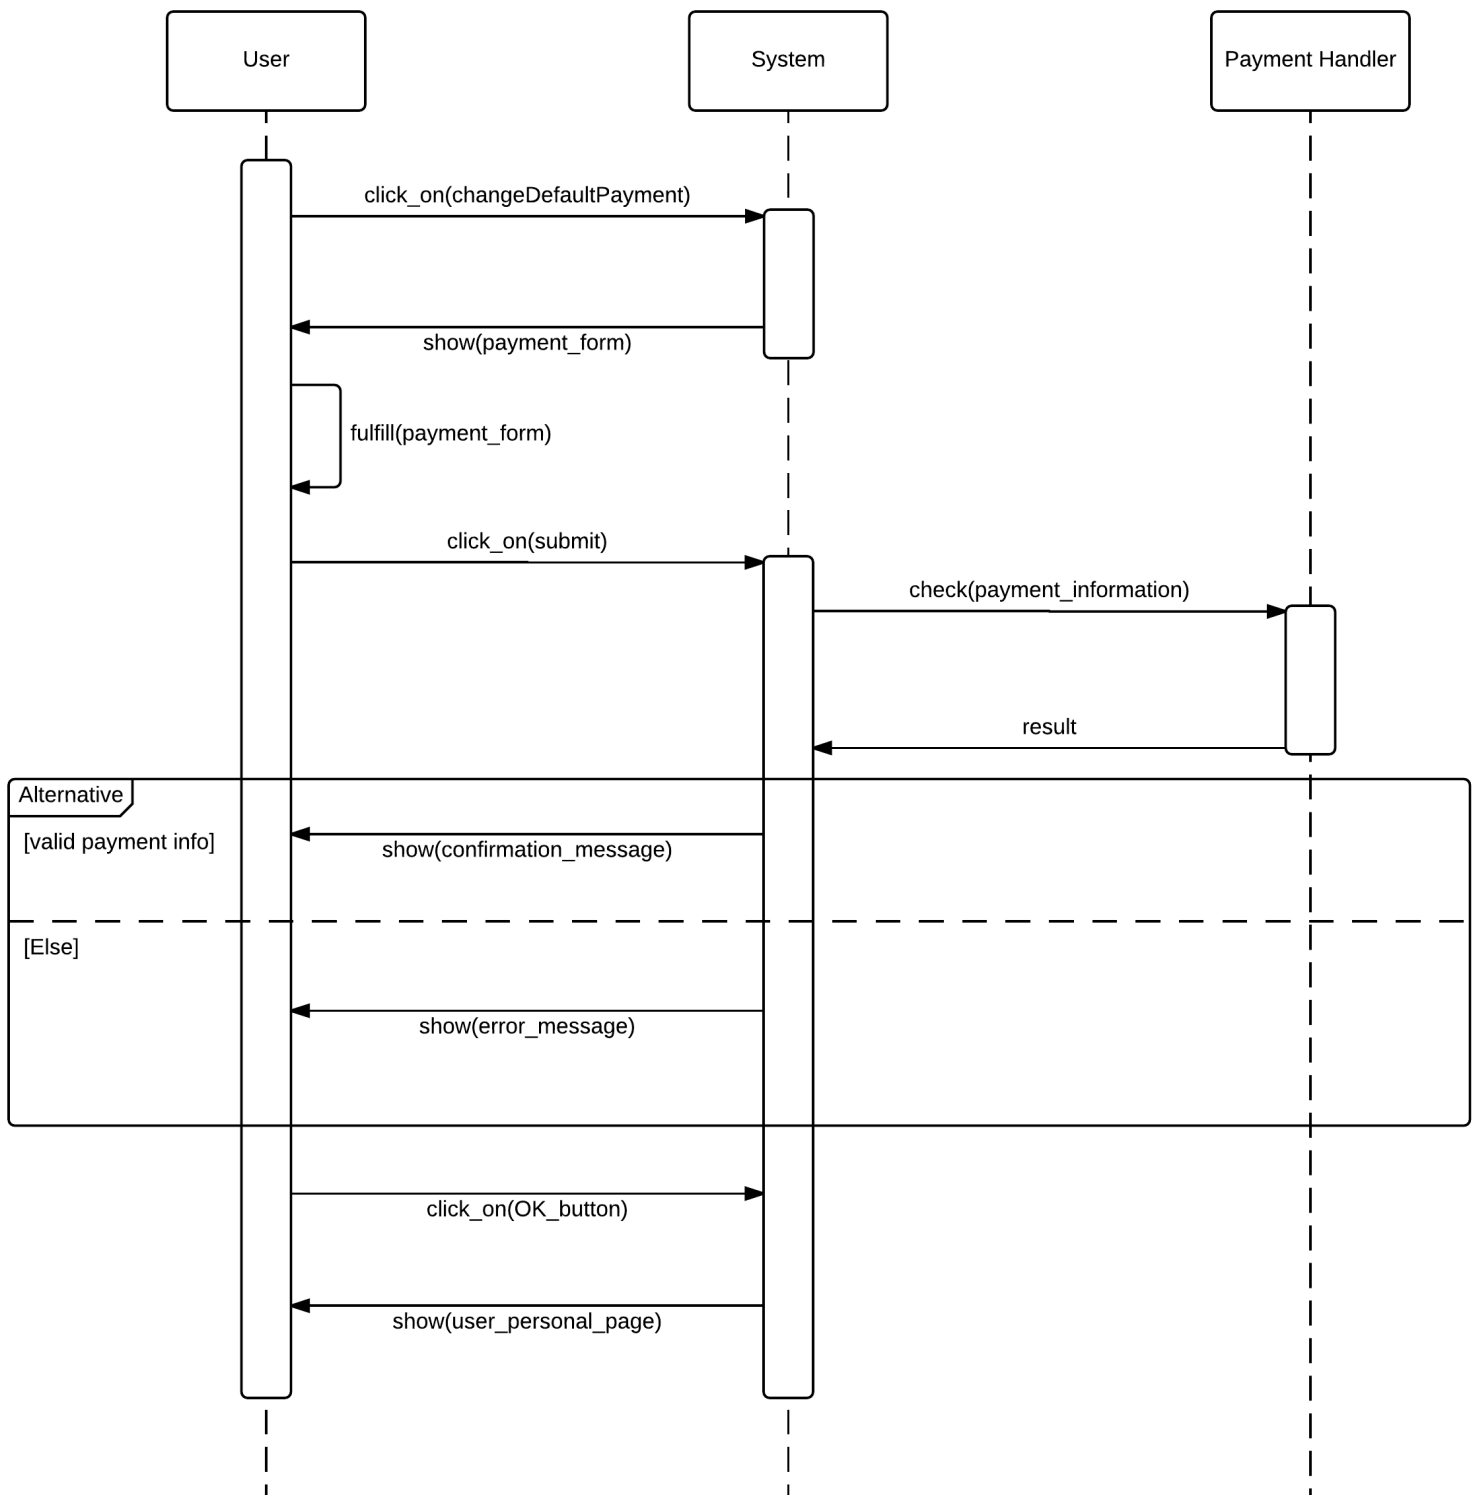 User
System
Payment Handler
click_on(changeDefaultPayment)
show(payment_form)
fulfill(payment_form)
click_on(submit)
check(payment_information)
result
Alternative
[valid payment info]
show(confirmation_message)
[Else]
show(error_message)
click_on(OK_button)
show(user_personal_page)